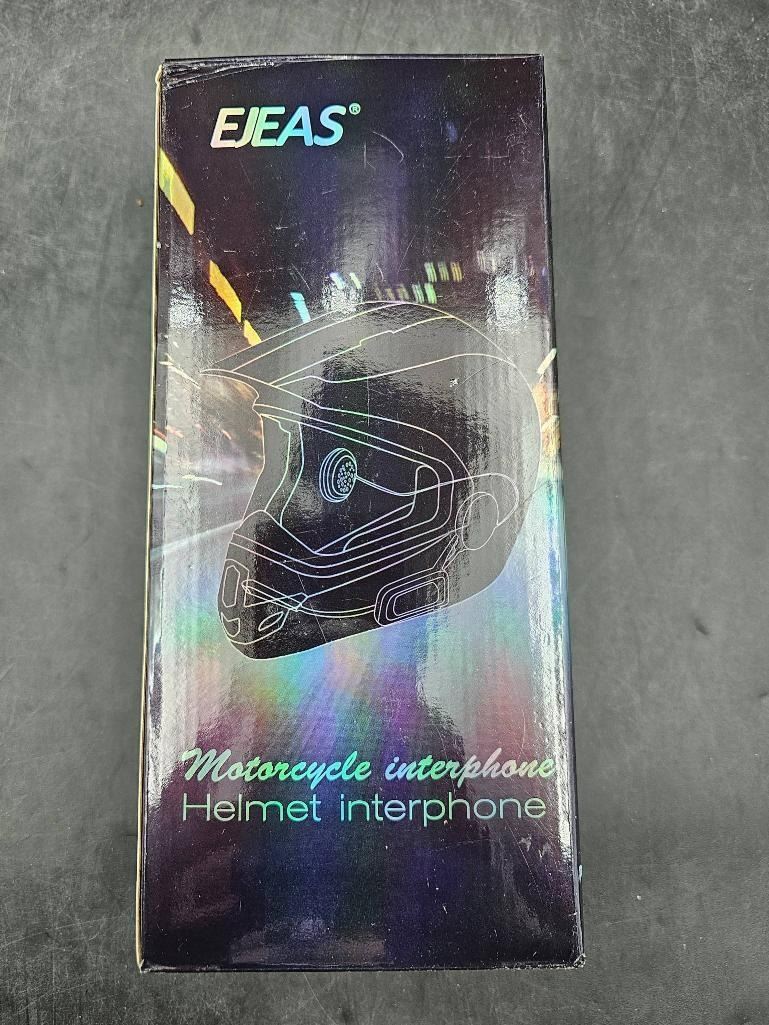 EJEAS®
Motorcycle interphone
Helmet interphone